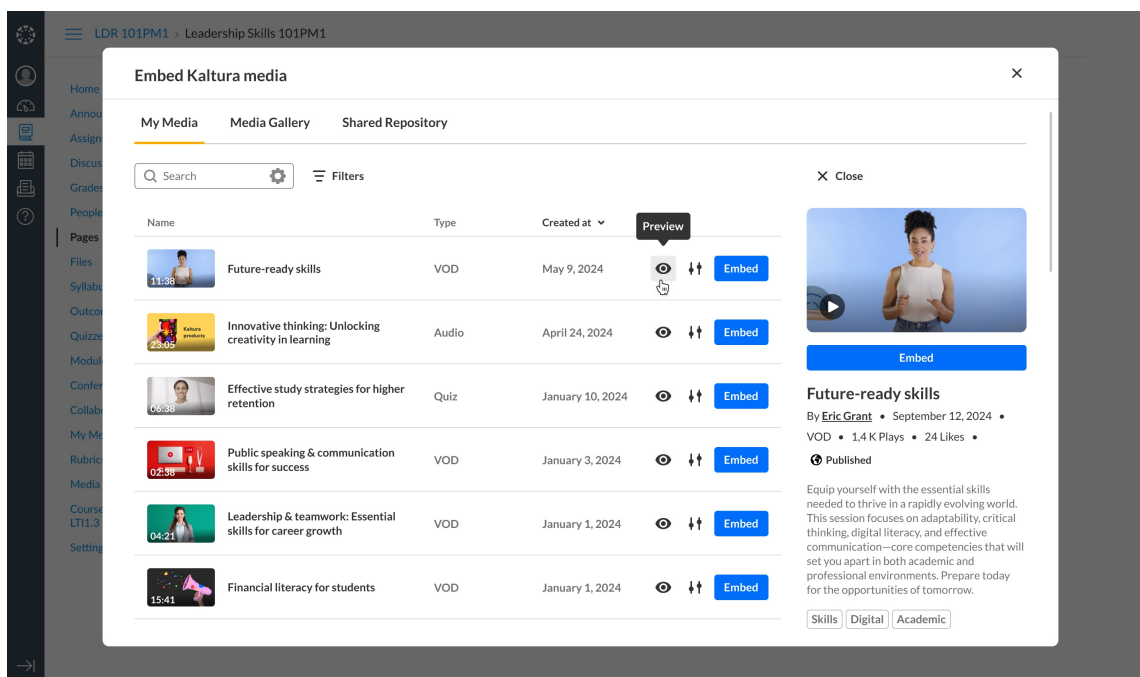 LDR 101PM1 > Leadership Skills 101PM1
Embed Kaltura media
Home
Annou
Assign
Discus
Grades
People
Pages
Files
Syllabu
Outcor
Quizze
Modul
Confer
Collab
My Me
Rubric
Media
Course
LTI1.3
Setting
My Media Media Gallery Shared Repository
Search Filters Close
Name Type Created at Preview
11:38 Future-ready skills VOD May 9, 2024 Embed
Kaltura
products
23:05 Innovative thinking: Unlocking
creativity in learning Audio April 24, 2024 Embed
06:38 Effective study strategies for higher
retention Quiz January 10, 2024 Embed
02:38 Public speaking & communication
skills for success VOD January 3, 2024 Embed
04:21 Leadership & teamwork: Essential
skills for career growth VOD January 1, 2024 Embed
15:41 Financial literacy for students VOD January 1, 2024 Embed
Embed
Future-ready skills
By Eric Grant • September 12, 2024 •
VOD • 1,4 K Plays • 24 Likes •
Published
Equip yourself with the essential skills
needed to thrive in a rapidly evolving world.
This session focuses on adaptability, critical
thinking, digital literacy, and effective
communication—core competencies that will
set you apart in both academic and
professional environments. Prepare today
for the opportunities of tomorrow.
Skills Digital Academic